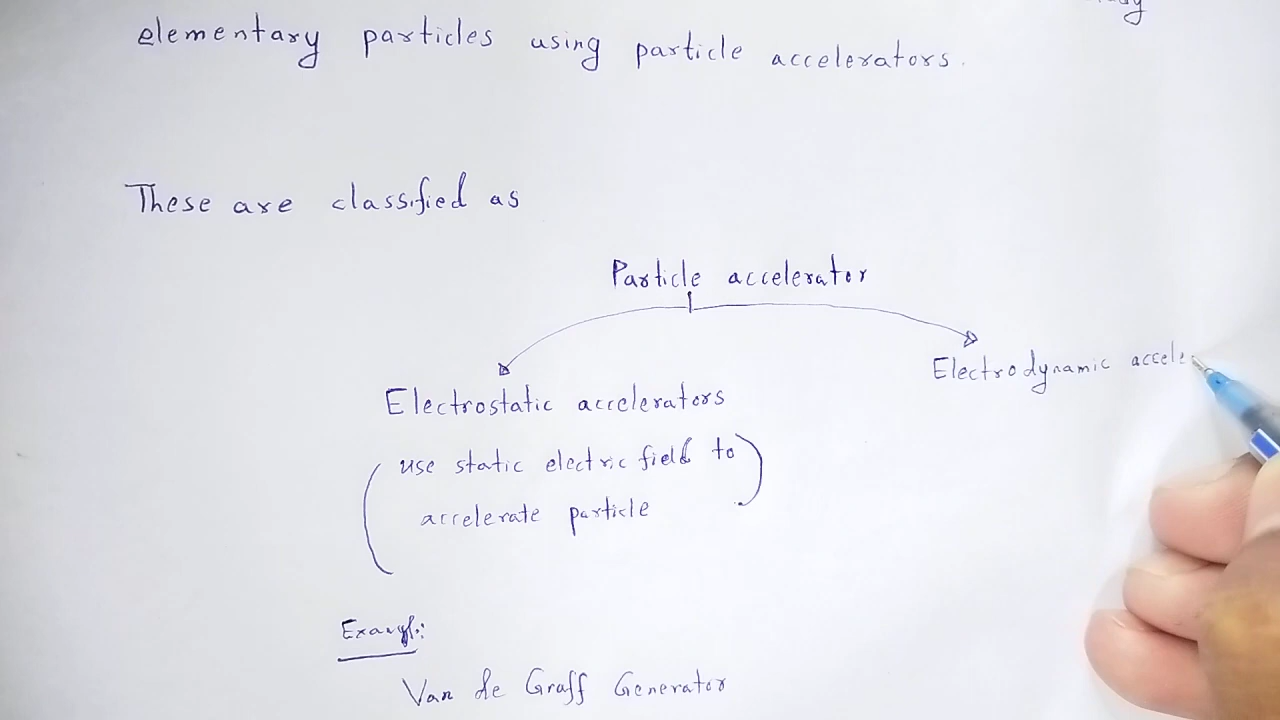 elementary particles using particle accelerators.
These are classified as
Particle accelerator
Electrostatic accelerators
Electrodynamic accele
use static electric field to
accelerate particle
Van de Graff Generator